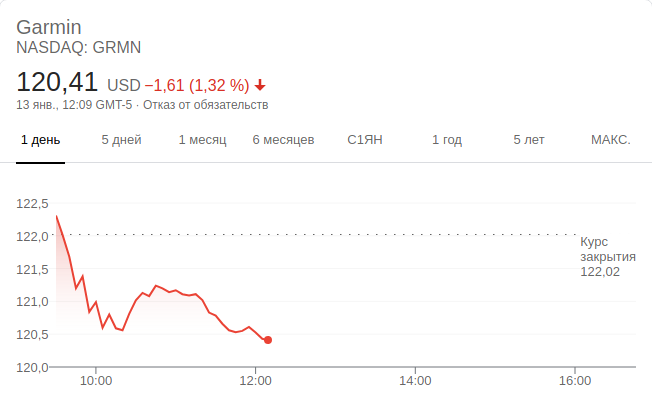 Garmin
NASDAQ: GRMN
120,41 USD −1,61 (1,32 %)
13 янв., 12:09 GMT-5 · Отказ от обязательств
1 день 5 дней 1 месяц 6 месяцев С1ЯН 1 год 5 лет МАКС.
122,5
122,0
121,5
121,0
120,5
120,0
Курс
закрытия
122,02
10:00 12:00 14:00 16:00